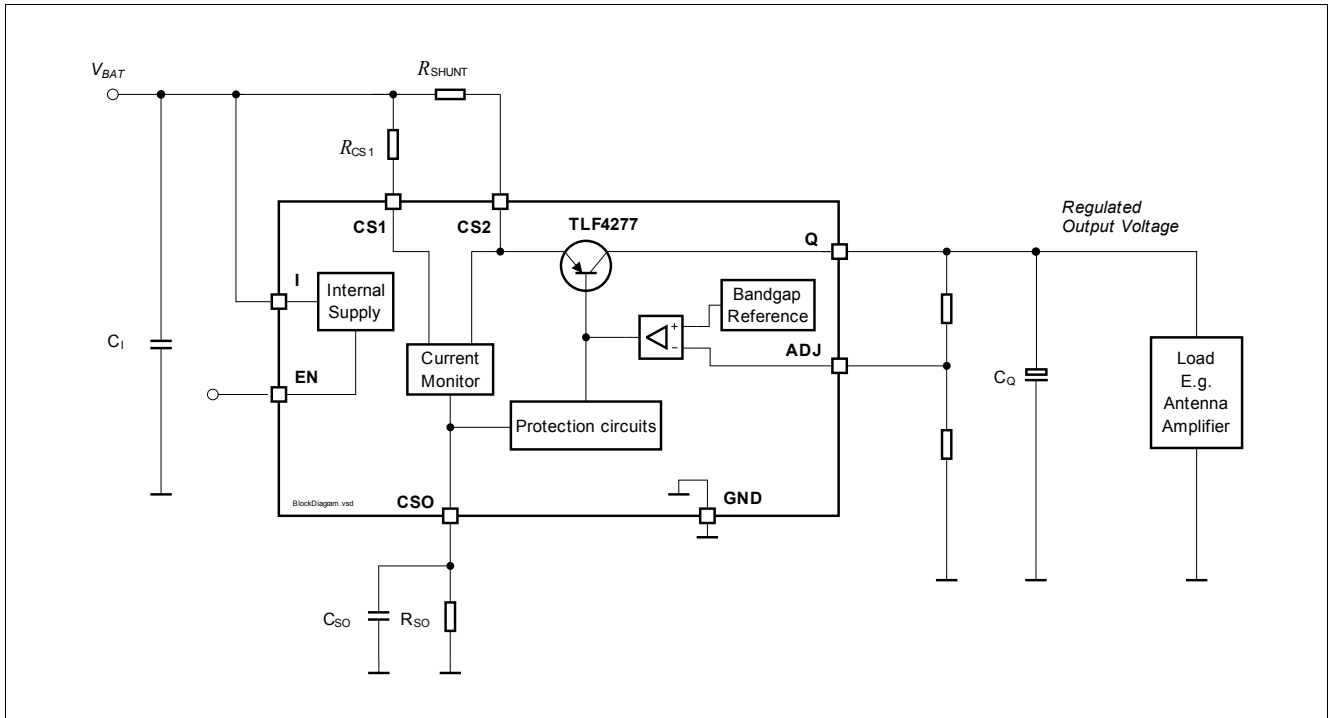 V_BAT
R_SHUNT
R_CS1
CS1
CS2
TLF4277
Q
Regulated
Output Voltage
I
Internal
Supply
Bandgap
Reference
+
−
ADJ
C_I
EN
Current
Monitor
C_Q
Load
E.g.
Antenna
Amplifier
Protection circuits
BlockDiagram.vsd
CSO
GND
C_SO
R_SO